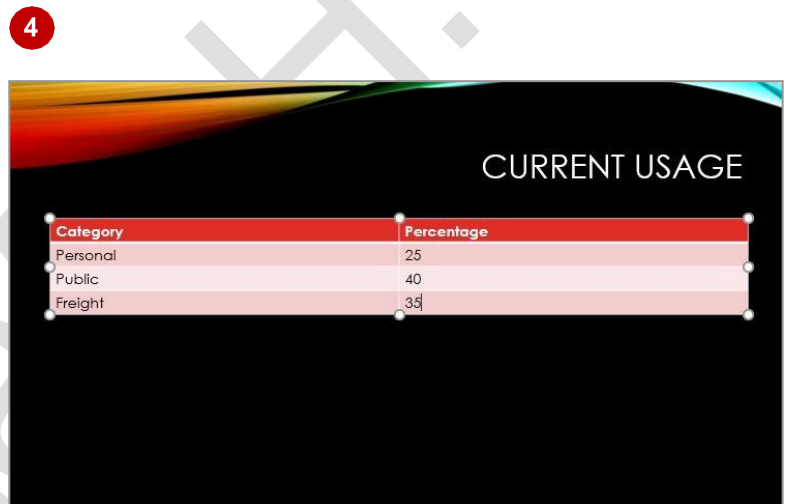 4
CURRENT USAGE
Category Percentage
Personal 25
Public 40
Freight 35